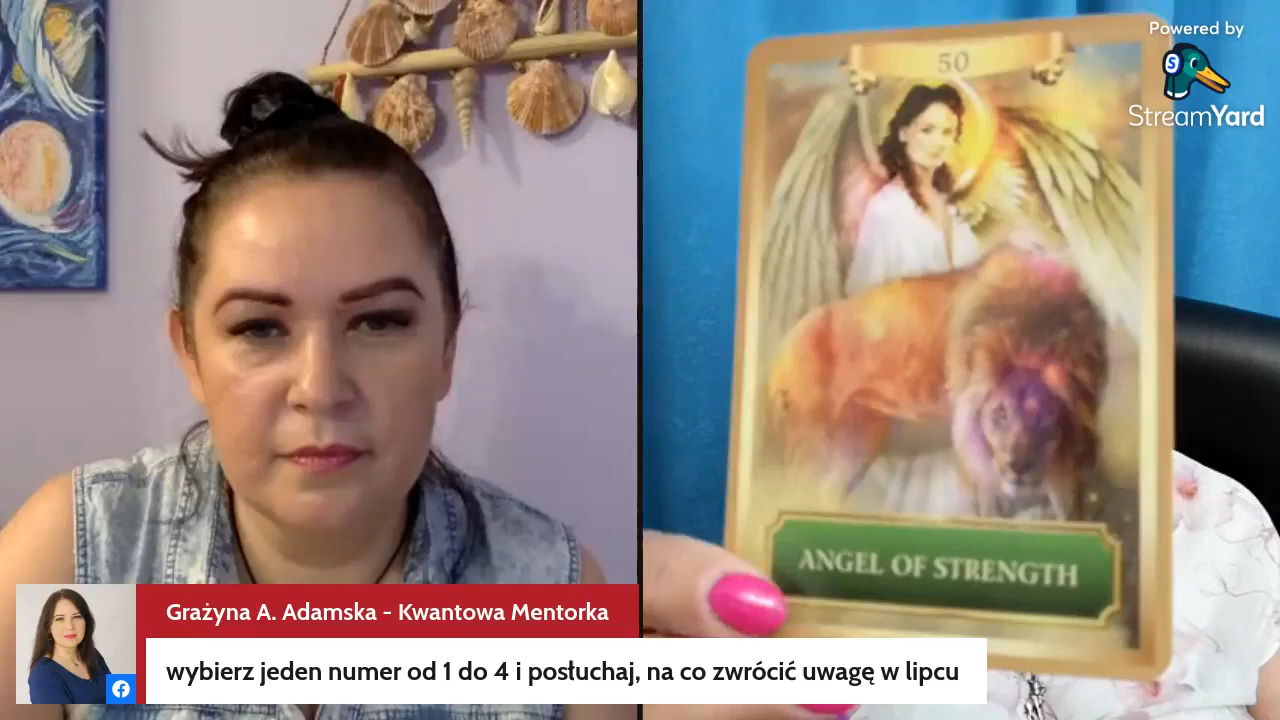 50
Powered by
StreamYard
ANGEL OF STRENGTH
Grażyna A. Adamska - Kwantowa Mentorka
wybierz jeden numer od 1 do 4 i posłuchaj, na co zwrócić uwagę w lipcu